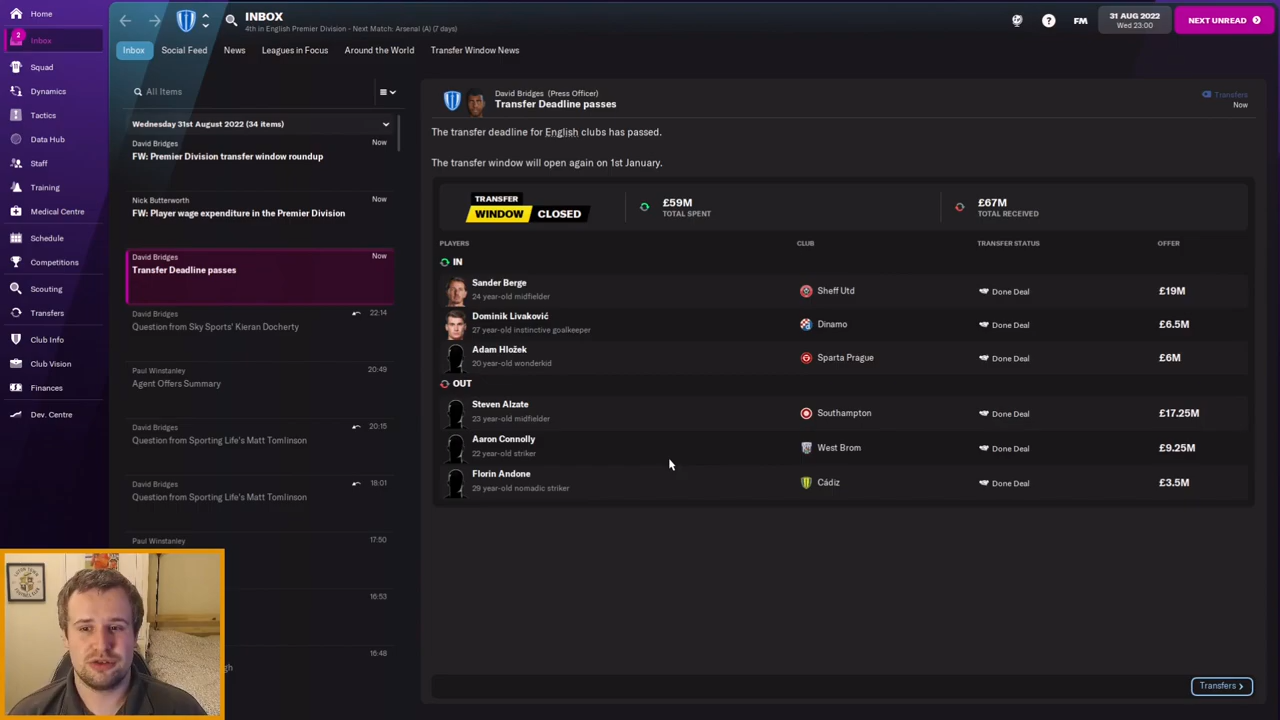 Home
INBOX
4th in English Premier Division - Next Match: Arsenal (A) (7 days)
FM
31 AUG 2022
Wed 23:00
NEXT UNREAD
2
Inbox
Squad
Dynamics
Tactics
Data Hub
Staff
Training
Medical Centre
Schedule
Competitions
Scouting
Transfers
Club Info
Club Vision
Finances
Dev. Centre
Inbox
Social Feed
News
Leagues in Focus
Around the World
Transfer Window News
All Items
Wednesday 31st August 2022 (34 items)
David Bridges
Now
FW: Premier Division transfer window roundup
Nick Butterworth
Now
FW: Player wage expenditure in the Premier Division
David Bridges
Now
Transfer Deadline passes
David Bridges
22:14
Question from Sky Sports' Kieran Docherty
Paul Winstanley
20:49
Agent Offers Summary
David Bridges
20:15
Question from Sporting Life's Matt Tomlinson
David Bridges
18:01
Question from Sporting Life's Matt Tomlinson
Paul Winstanley
17:50
16:53
16:48
David Bridges (Press Officer)
Transfer Deadline passes
Transfers
Now
The transfer deadline for English clubs has passed.
The transfer window will open again on 1st January.
TRANSFER
WINDOW CLOSED
£59M
TOTAL SPENT
£67M
TOTAL RECEIVED
PLAYERS
CLUB
TRANSFER STATUS
OFFER
IN
Sander Berge
24 year-old midfielder
Sheff Utd
Done Deal
£19M
Dominik Livaković
27 year-old instinctive goalkeeper
Dinamo
Done Deal
£6.5M
Adam Hložek
20 year-old wonderkid
Sparta Prague
Done Deal
£6M
OUT
Steven Alzate
23 year-old midfielder
Southampton
Done Deal
£17.25M
Aaron Connolly
22 year-old striker
West Brom
Done Deal
£9.25M
Florin Andone
29 year-old nomadic striker
Cádiz
Done Deal
£3.5M
Transfers